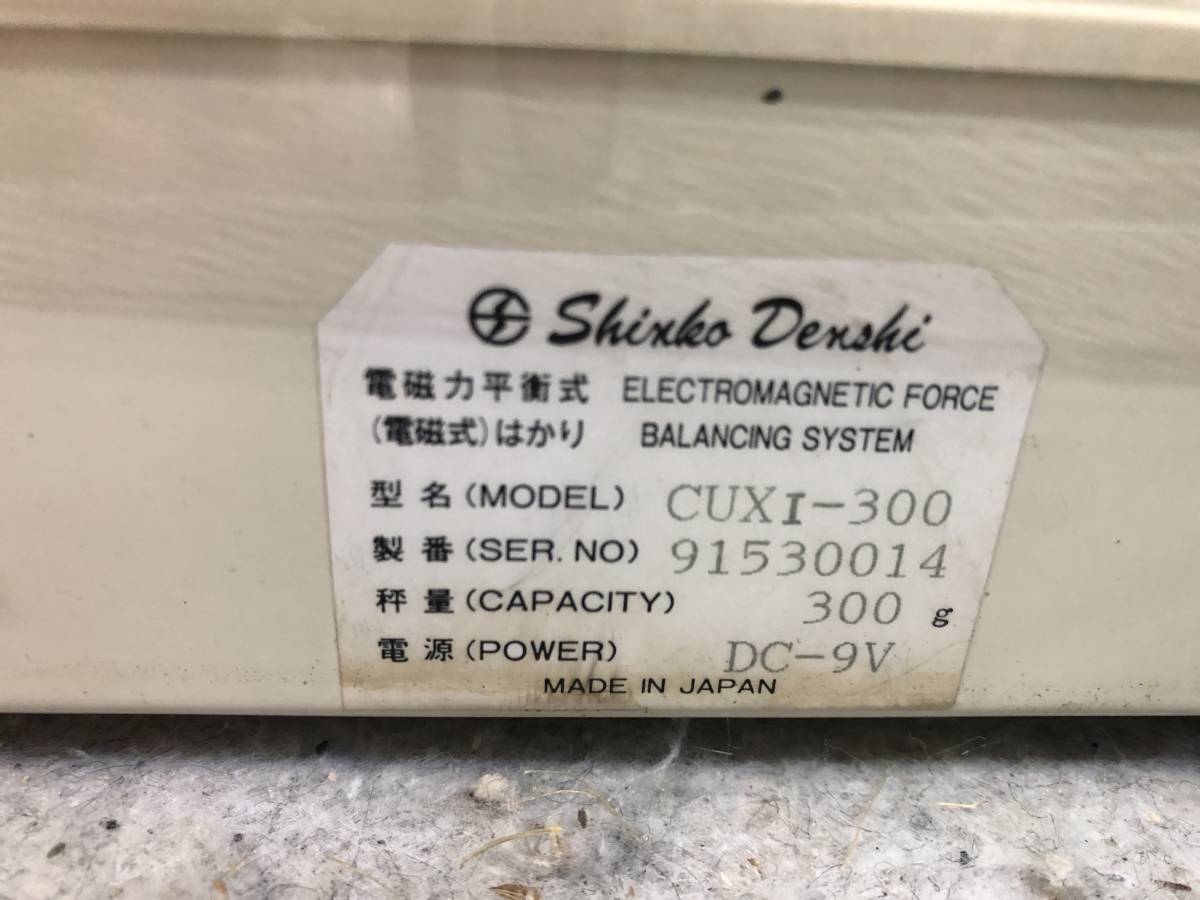 Shinko Denshi
電磁力平衡式 ELECTROMAGNETIC FORCE
(電磁式)はかり BALANCING SYSTEM
型名(MODEL) CUXI-300
製番(SER. NO) 91530014
秤量(CAPACITY) 300 g
電源(POWER) DC-9V
MADE IN JAPAN